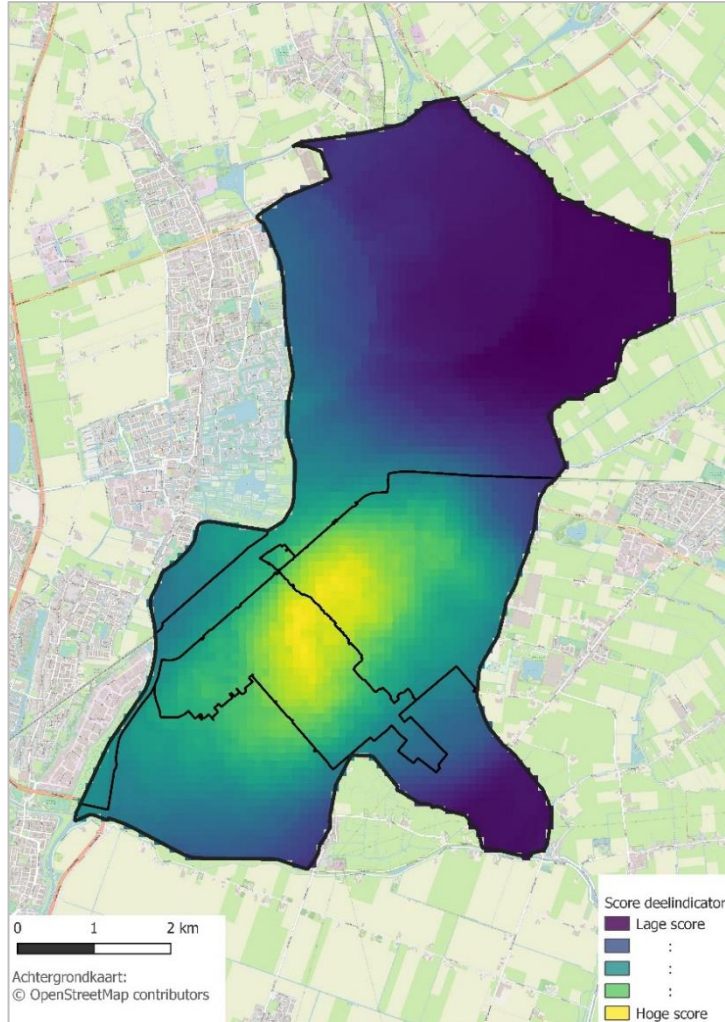 0 1 2 km
Achtergrondkaart:
© OpenStreetMap contributors
Score deelindicator
Lage score
:
:
:
Hoge score